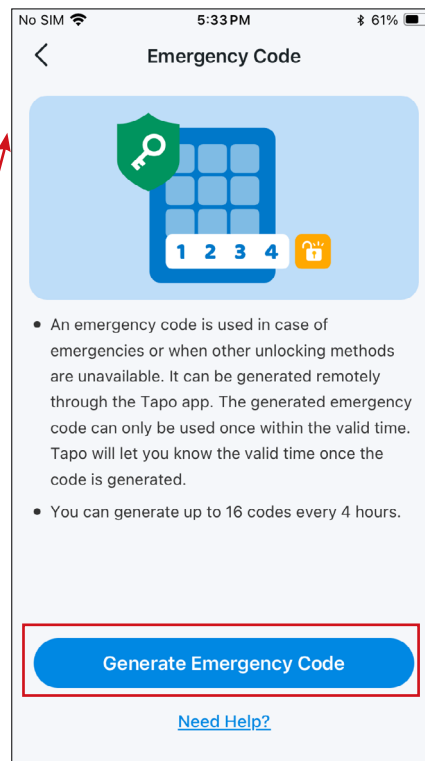 No SIM 5:33 PM 61%
Emergency Code
1 2 3 4
An emergency code is used in case of
emergencies or when other unlocking methods
are unavailable. It can be generated remotely
through the Tapo app. The generated emergency
code can only be used once within the valid time.
Tapo will let you know the valid time once the
code is generated.
You can generate up to 16 codes every 4 hours.
Generate Emergency Code
Need Help?